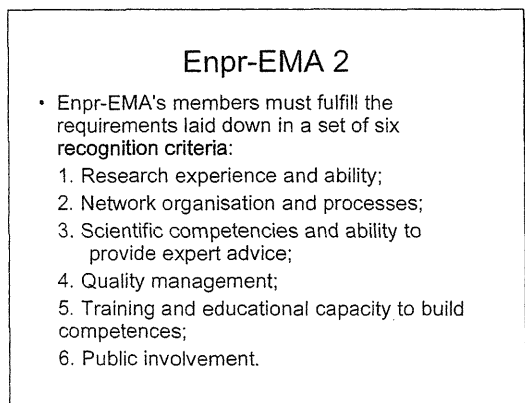 Enpr-EMA 2
• Enpr-EMA's members must fulfill the
requirements laid down in a set of six
recognition criteria:
1. Research experience and ability;
2. Network organisation and processes;
3. Scientific competencies and ability to
provide expert advice;
4. Quality management;
5. Training and educational capacity to build
competences;
6. Public involvement.